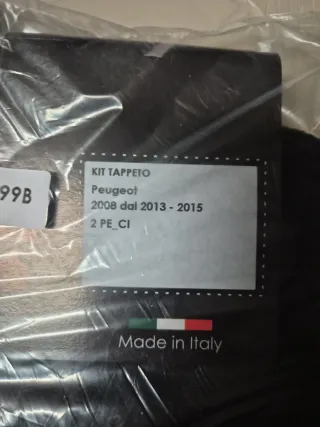 KIT TAPPETO
Peugeot
2008 dal 2013 - 2015
2 PE_CI
99B
Made in Italy